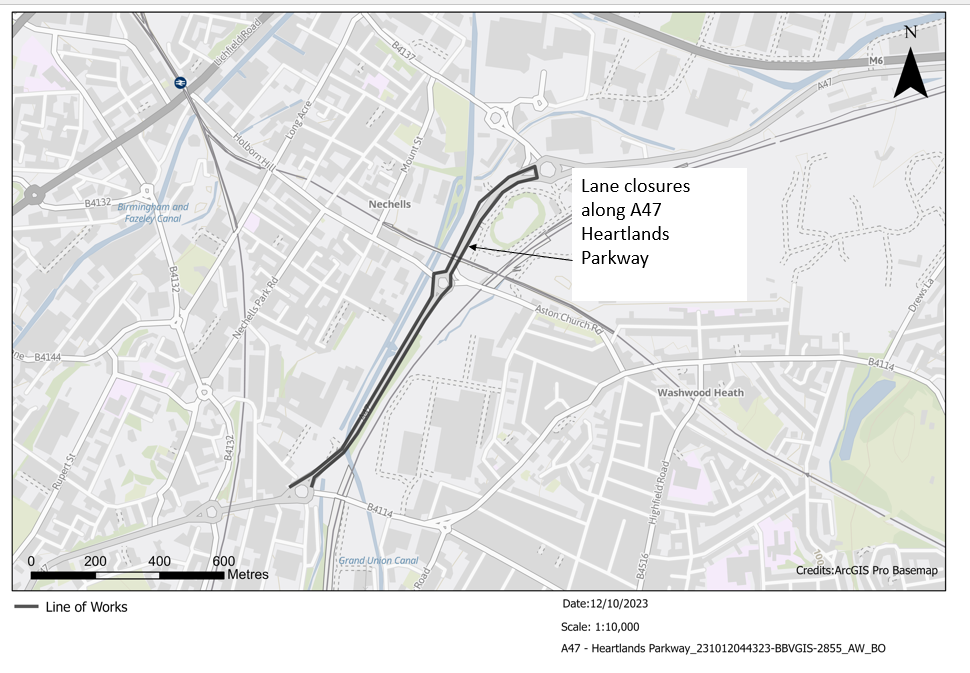 Lichfield Road
B4137
N
M6
A47
Long Acre
Holborn Hill
Mount St
B4132
Birmingham and
Fazeley Canal
Nechells
Lane closures
along A47
Heartlands
Parkway
B4132
Nechells Park Rd
Aston Church Rd
Drews La
B4144
B4114
Washwood Heath
B4132
Rupert St
Highfield Road
B4114
Grand Union Canal
Road
B4516
0 200 400 600
Metres
Credits:ArcGIS Pro Basemap
Line of Works
Date:12/10/2023
Scale: 1:10,000
A47 - Heartlands Parkway_231012044323-BBVGIS-2855_AW_BO